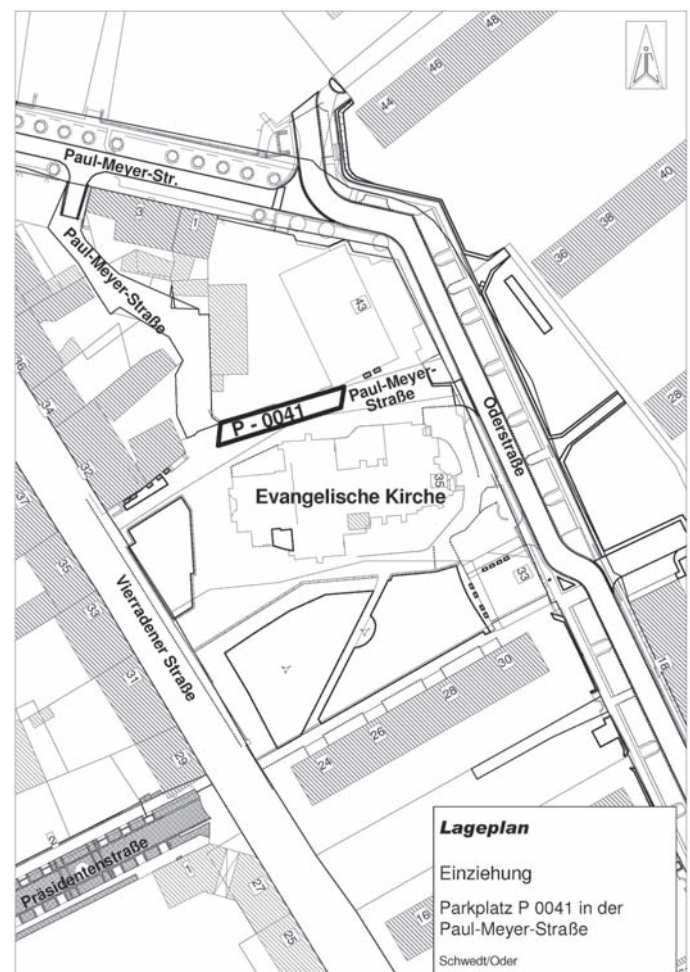 48
46
44
Paul-Meyer-Str.
40
38
36
3
1
Paul-Meyer-Straße
43
28
36
34
32
P - 0041
Paul-Meyer-
Straße
Oderstraße
Evangelische Kirche
35
37
35
33
31
29
Vierradener Straße
33
30
28
26
24
18
2
Präsidentenstraße
1
27
25
16
Lageplan
Einziehung
Parkplatz P 0041 in der
Paul-Meyer-Straße
Schwedt/Oder